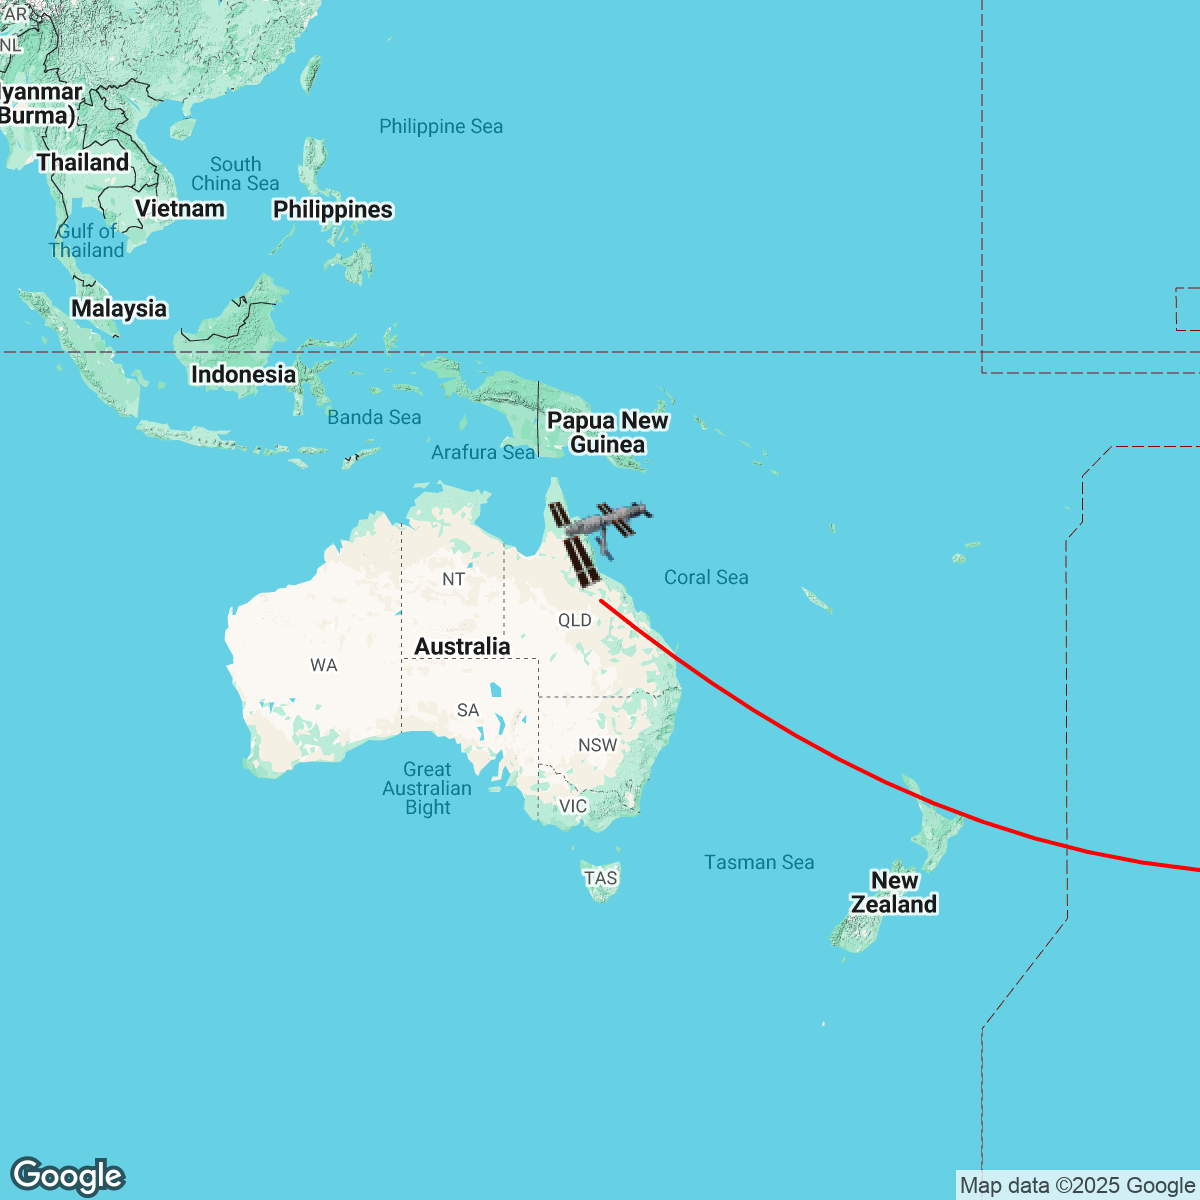 AR
NL
lyanmar
Burma)
Philippine Sea
Thailand
South
China Sea
Vietnam
Philippines
Gulf of
Thailand
Malaysia
Indonesia
Banda Sea
Papua New
Guinea
Arafura Sea
NT
Coral Sea
QLD
Australia
WA
SA
NSW
Great
Australian
Bight
VIC
Tasman Sea
TAS
New
Zealand
Google
Map data ©2025 Google